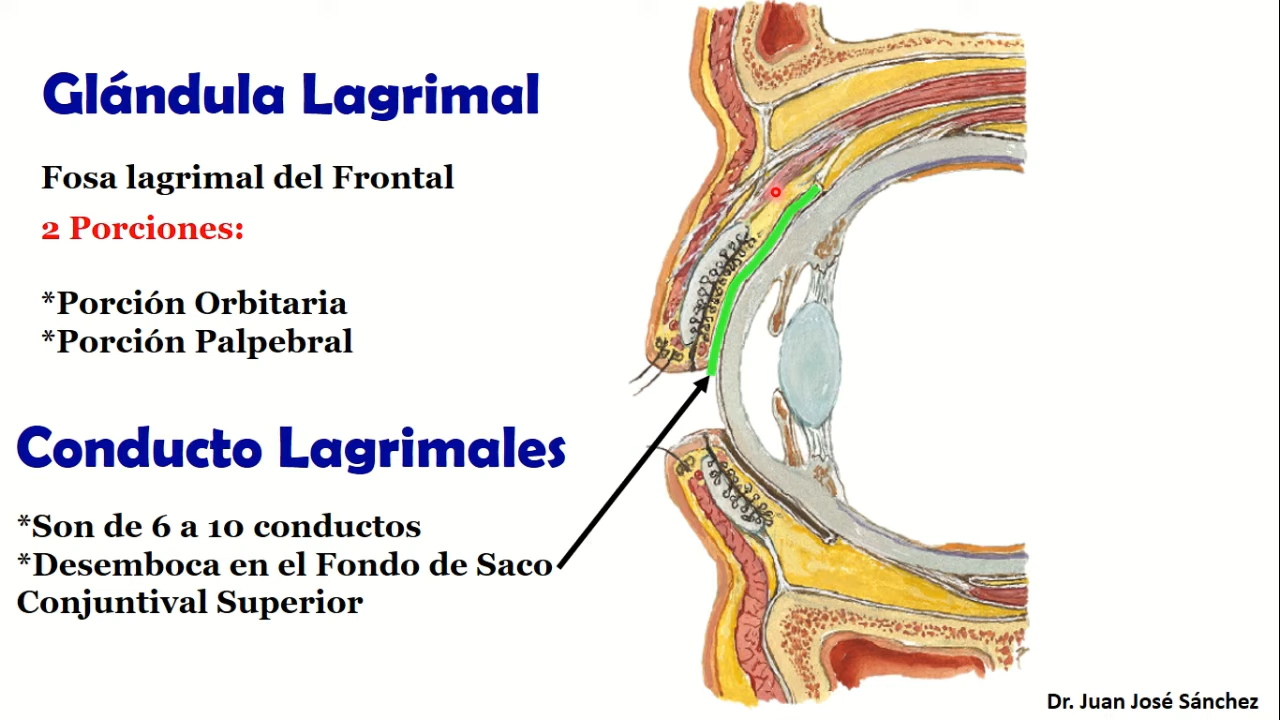 Glándula Lagrimal
Fosa lagrimal del Frontal
2 Porciones:
*Porción Orbitaria
*Porción Palpebral
Conducto Lagrimales
*Son de 6 a 10 conductos
*Desemboca en el Fondo de Saco
Conjuntival Superior
Dr. Juan José Sánchez